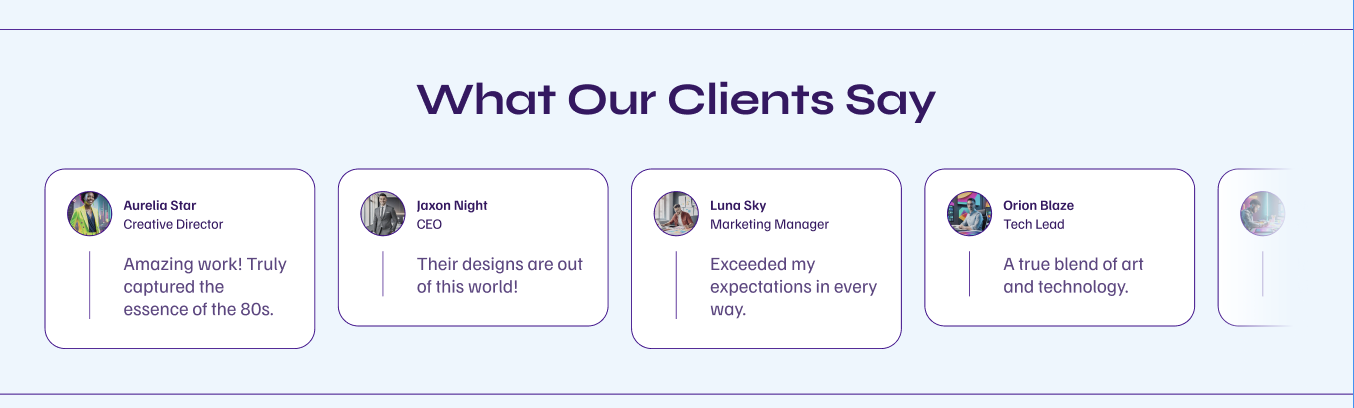 What Our Clients Say
Aurelia Star
Creative Director
Amazing work! Truly
captured the
essence of the 80s.
Jaxon Night
CEO
Their designs are out
of this world!
Luna Sky
Marketing Manager
Exceeded my
expectations in every
way.
Orion Blaze
Tech Lead
A true blend of art
and technology.